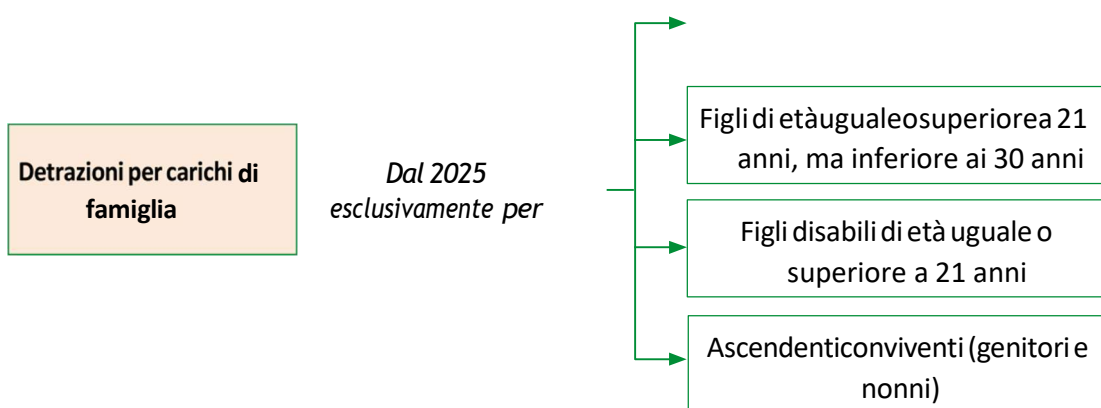 Detrazioni per carichi di
famiglia
Dal 2025
esclusivamente per
Figli di etàugualeosuperiorea 21
anni, ma inferiore ai 30 anni
Figli disabili di età uguale o
superiore a 21 anni
Ascendenticonviventi (genitori e
nonni)